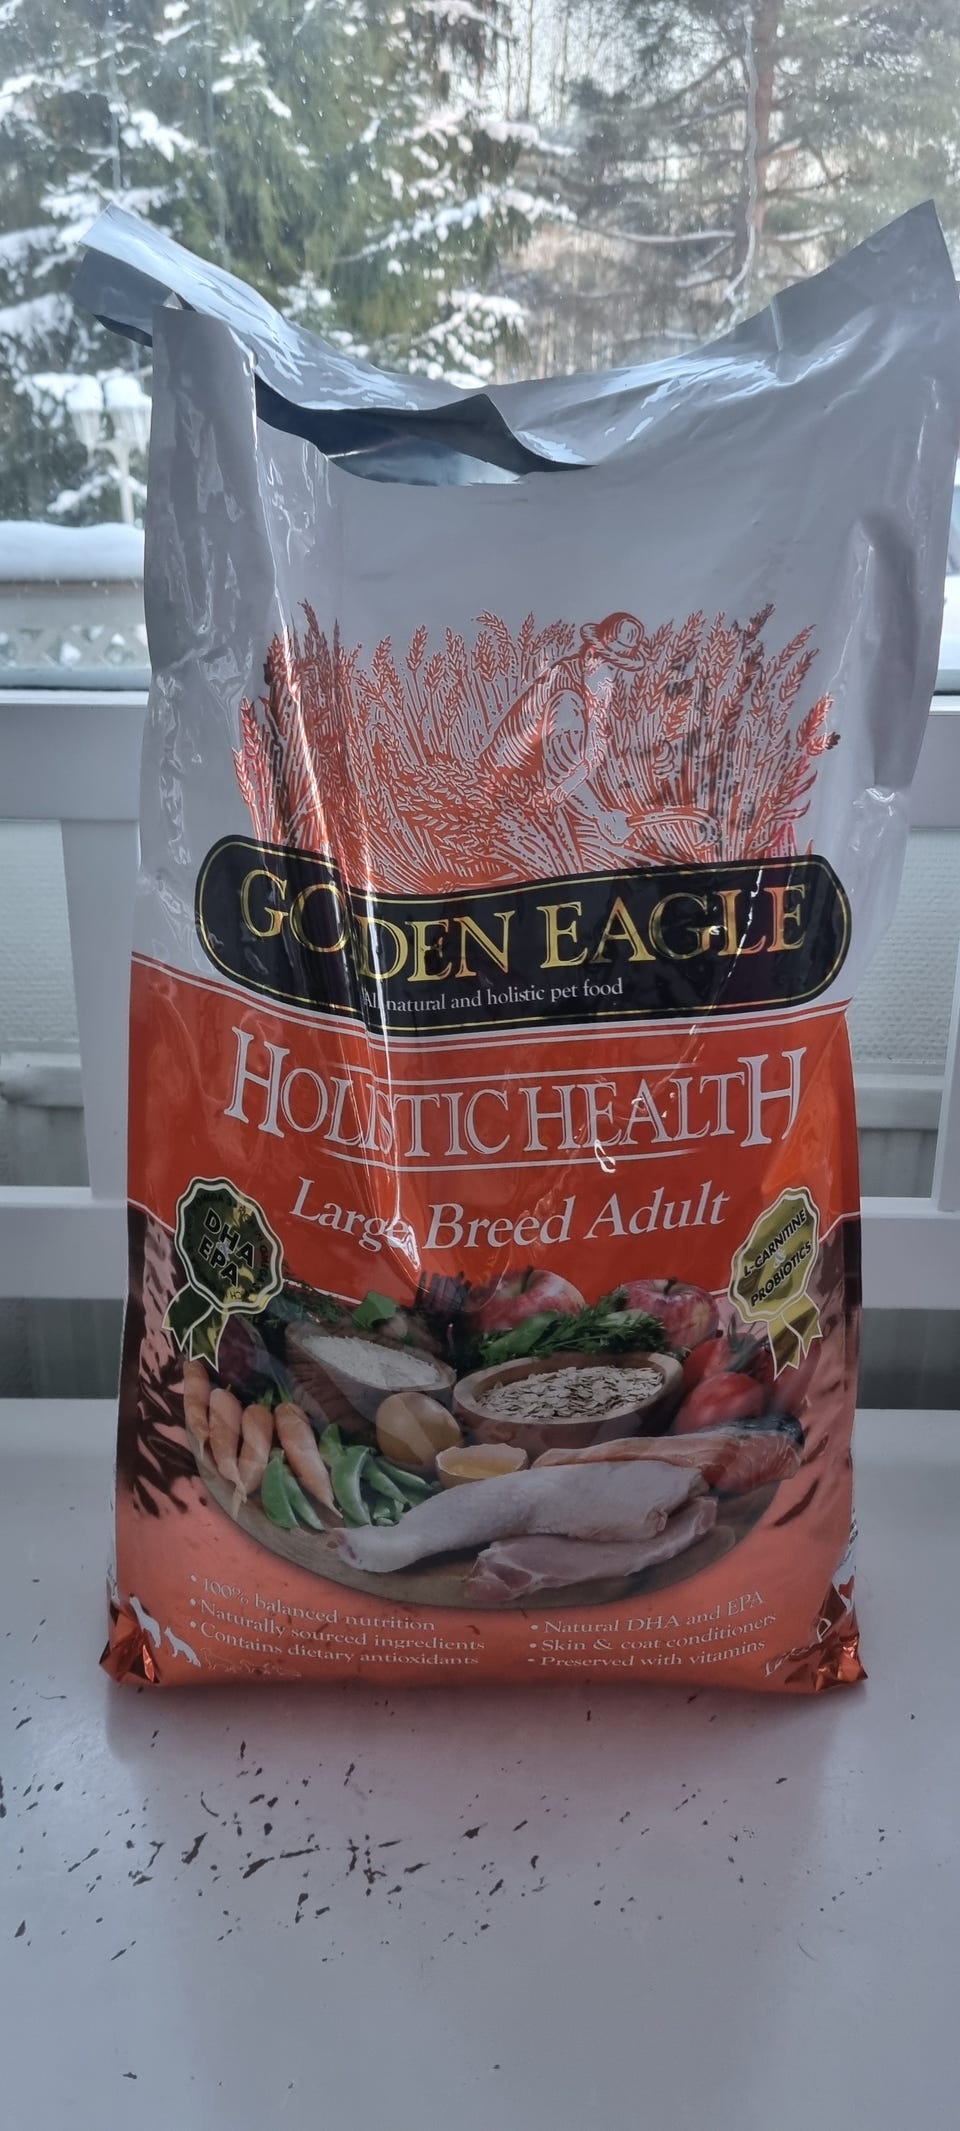 GOLDEN EAGLE
All natural and holistic pet food
HOLISTIC HEALTH
Large Breed Adult
DHA
&
EPA
L-CARNITINE
&
PROBIOTICS
• 100% balanced nutrition
• Naturally sourced ingredients
• Contains dietary antioxidants
• Natural DHA and EPA
• Skin & coat conditioners
• Preserved with vitamins